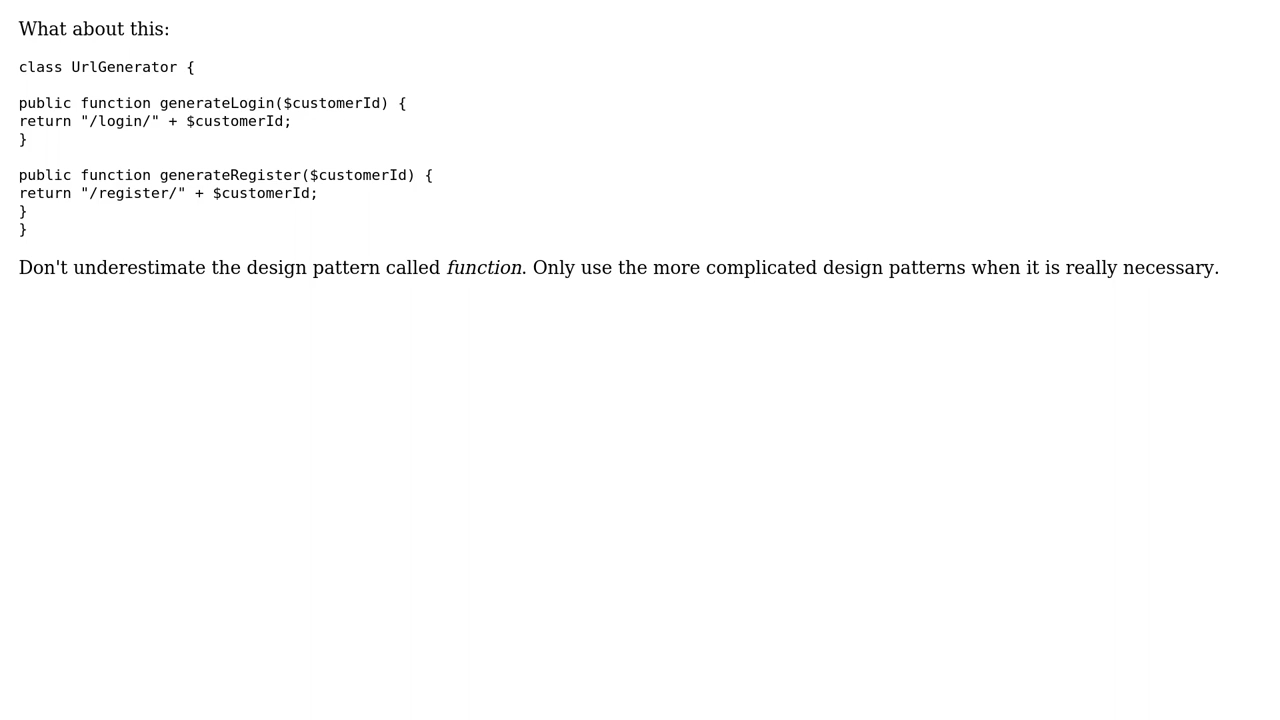 What about this:
class UrlGenerator {
public function generateLogin($customerId) {
return "/login/" + $customerId;
}
public function generateRegister($customerId) {
return "/register/" + $customerId;
}
}
Don't underestimate the design pattern called function. Only use the more complicated design patterns when it is really necessary.